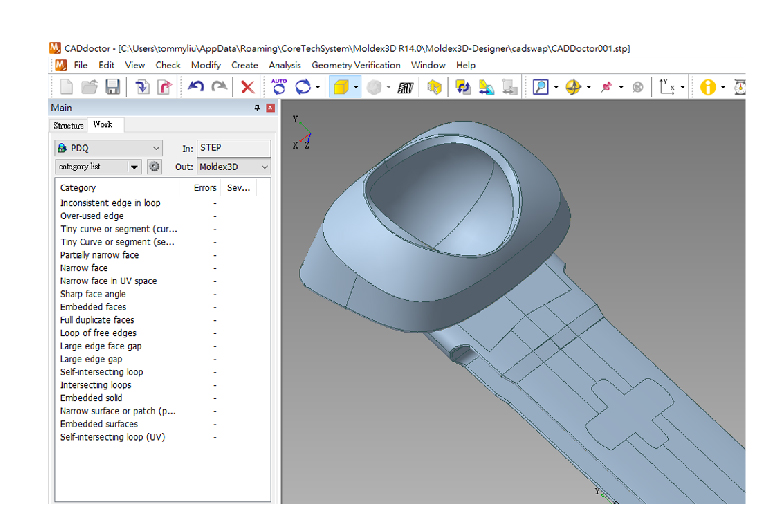 CADdoctor - [C:\Users\tommyliu\AppData\Roaming\CoreTechSystem\Moldex3D R14.0\Moldex3D-Designer\cadswap\CADDoctor001.stp]
File Edit View Check Modify Create Analysis Geometry Verification Window Help
AUTO
Main
Structure Work
PDQ In: STEP
category list Out: Moldex3D
Category Errors Sev...
Inconsistent edge in loop -
Over-used edge -
Tiny curve or segment (cur... -
Tiny Curve or segment (se... -
Partially narrow face -
Narrow face -
Narrow face in UV space -
Sharp face angle -
Embedded faces -
Full duplicate faces -
Loop of free edges -
Large edge face gap -
Large edge gap -
Self-intersecting loop -
Intersecting loops -
Embedded solid -
Narrow surface or patch (p... -
Embedded surfaces -
Self-intersecting loop (UV) -
Y
X Z
Y